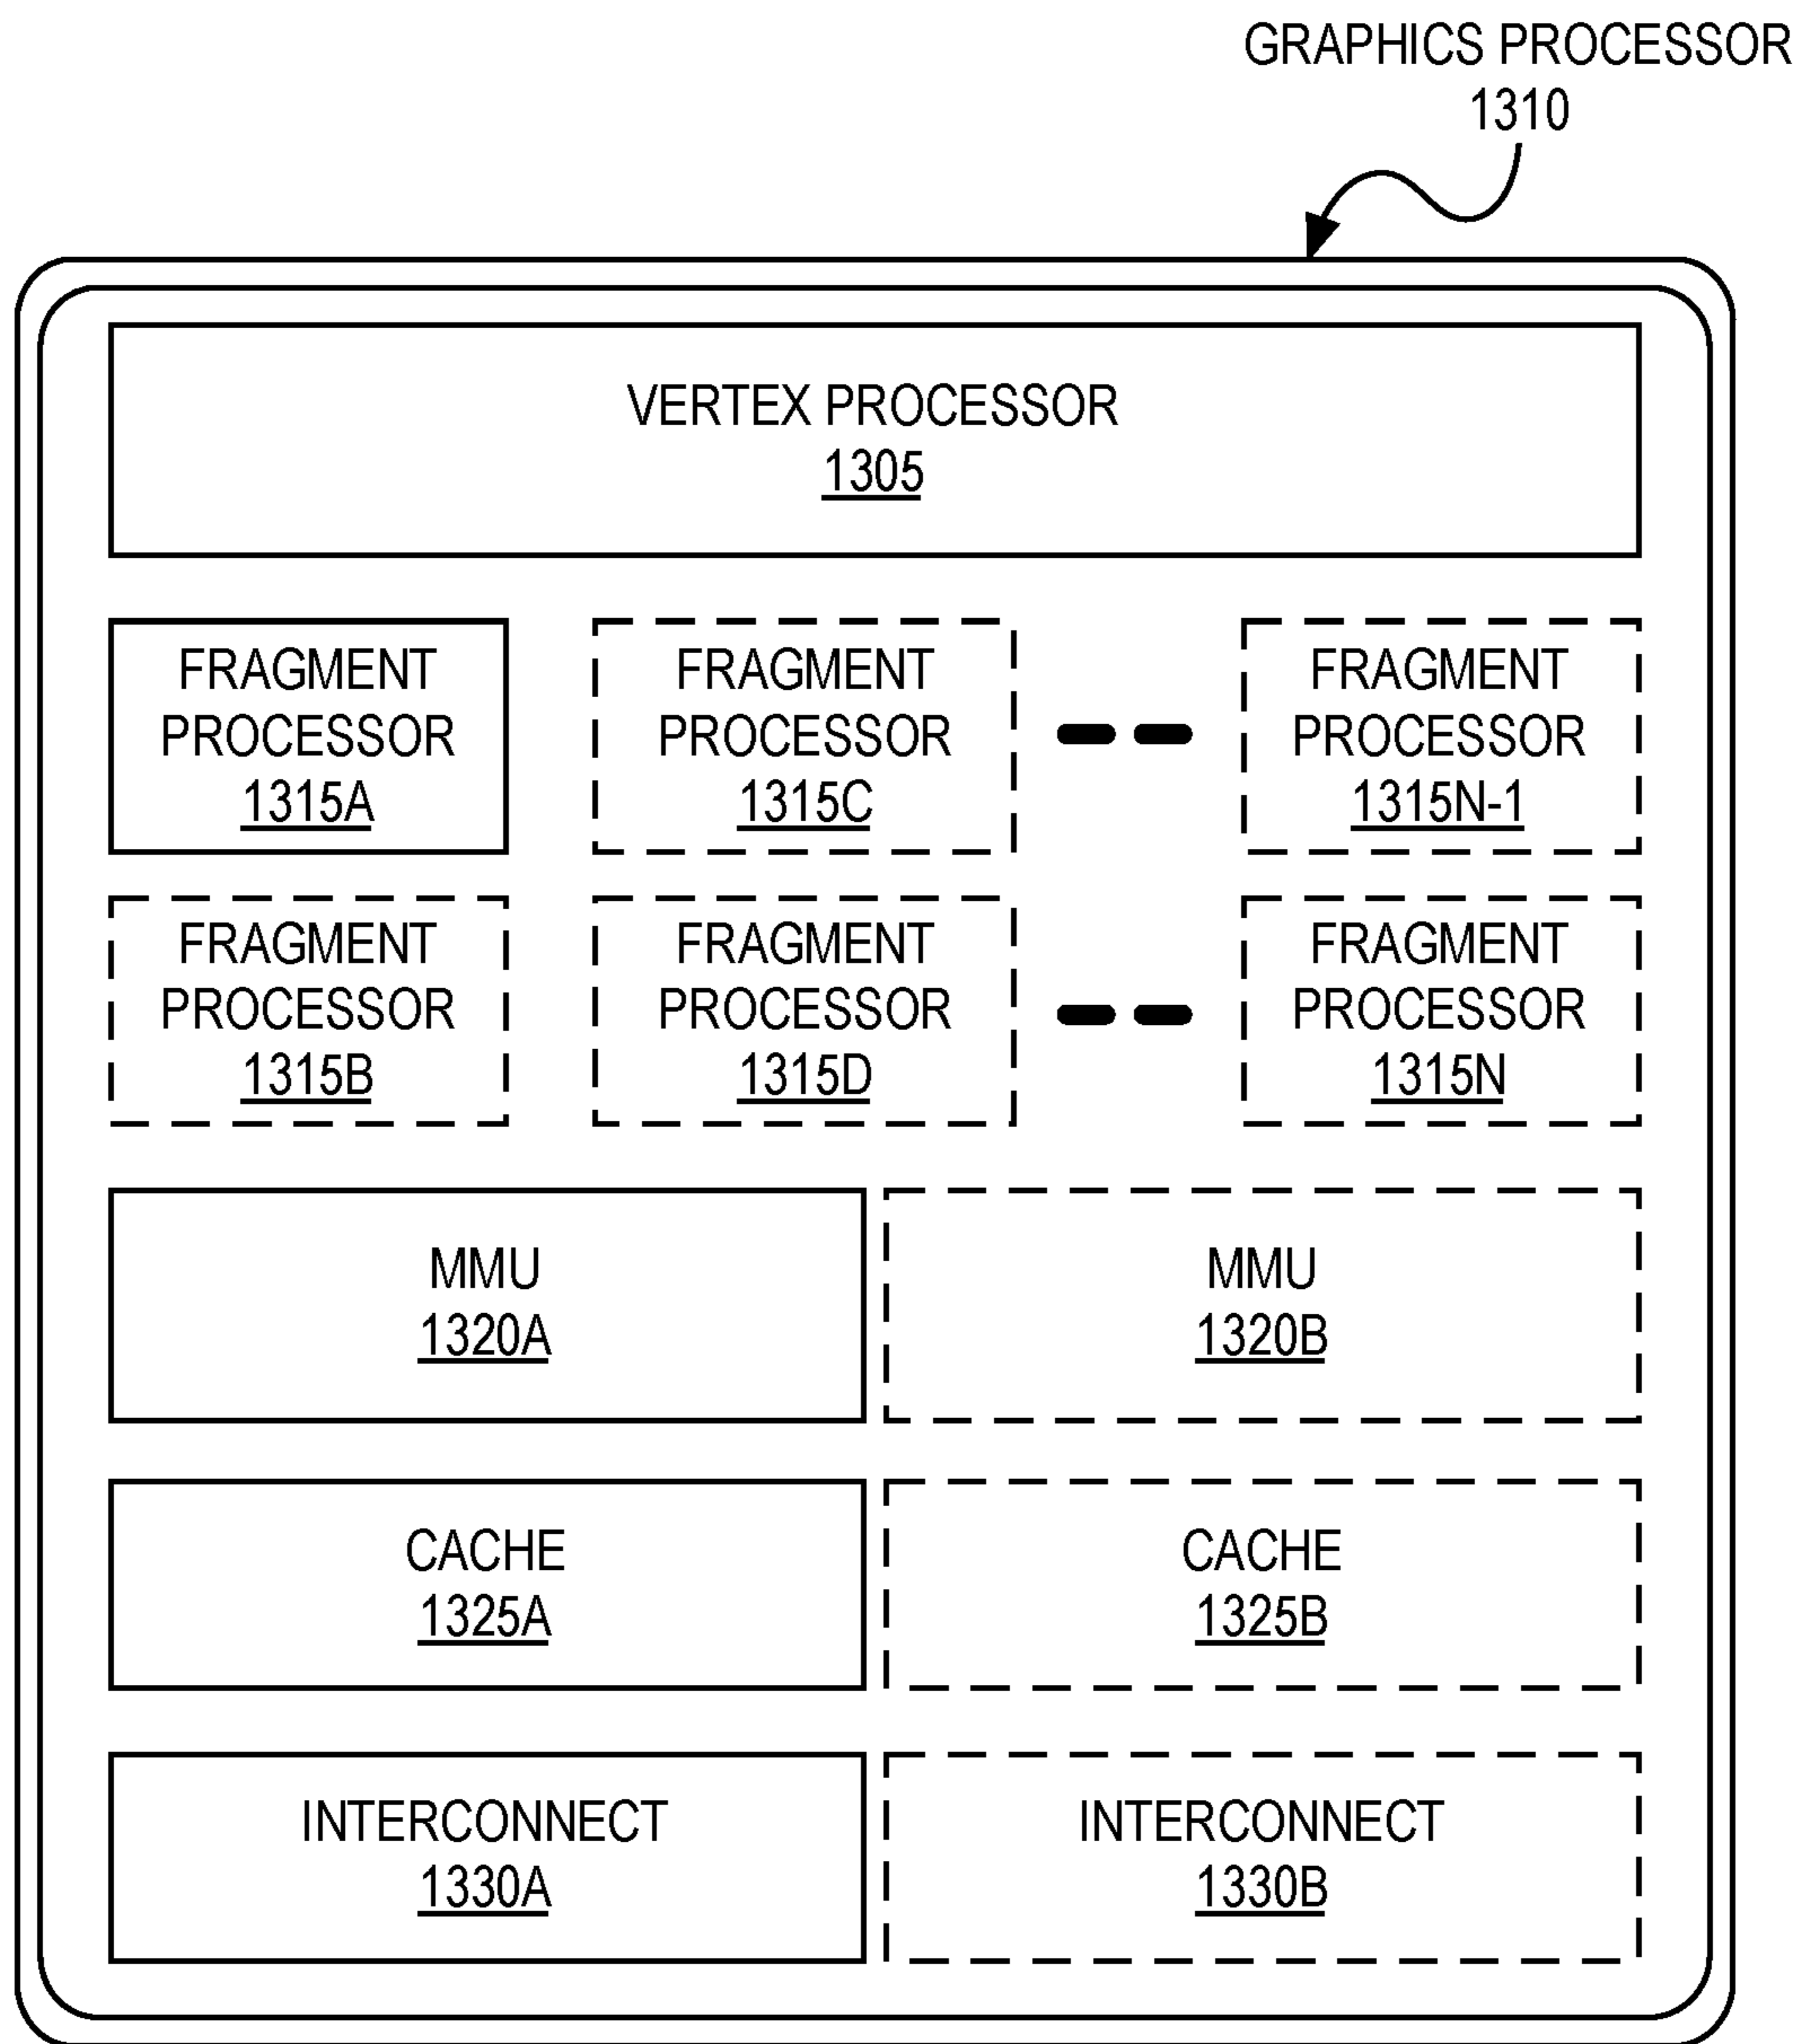 GRAPHICS PROCESSOR
1310
VERTEX PROCESSOR
1305
FRAGMENT
PROCESSOR
1315A
FRAGMENT
PROCESSOR
1315C
FRAGMENT
PROCESSOR
1315N-1
FRAGMENT
PROCESSOR
1315B
FRAGMENT
PROCESSOR
1315D
FRAGMENT
PROCESSOR
1315N
MMU
1320A
MMU
1320B
CACHE
1325A
CACHE
1325B
INTERCONNECT
1330A
INTERCONNECT
1330B